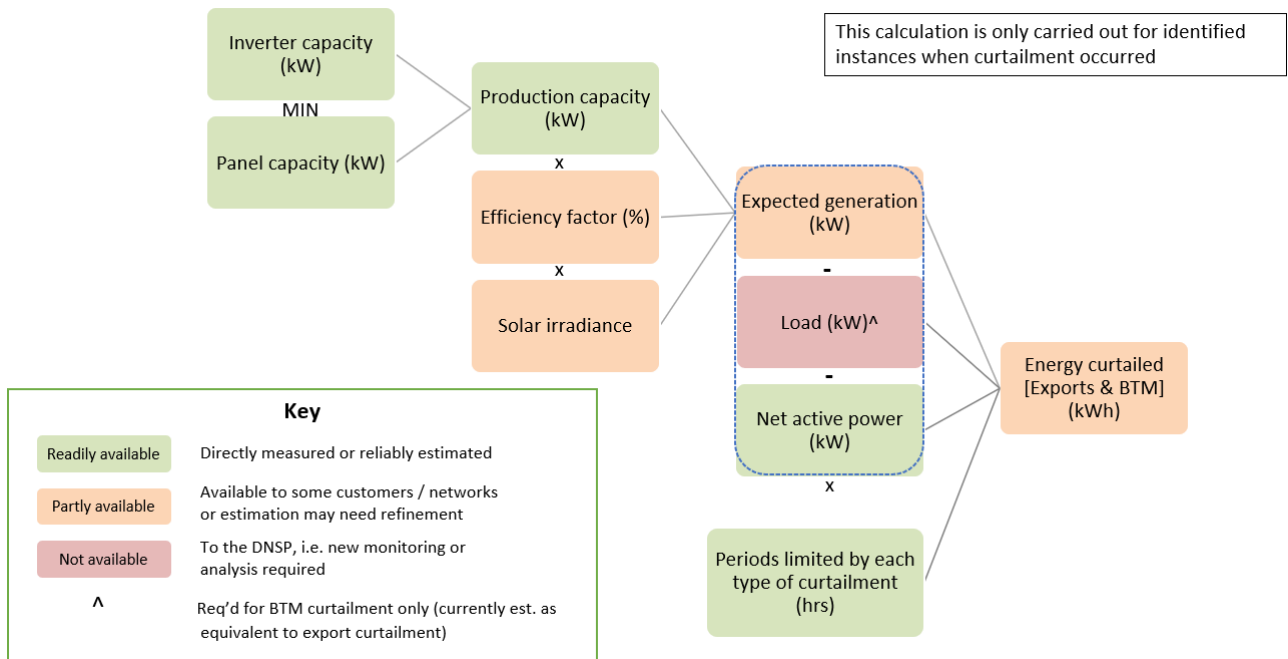 Inverter capacity
(kW)
MIN
Panel capacity (kW)
Production capacity
(kW)
x
Efficiency factor (%)
x
Solar irradiance
This calculation is only carried out for identified
instances when curtailment occurred
Expected generation
(kW)
-
Load (kW)^
-
Net active power
(kW)
x
Periods limited by each
type of curtailment
(hrs)
Energy curtailed
[Exports & BTM]
(kWh)
Key
Readily available
Directly measured or reliably estimated
Partly available
Available to some customers / networks
or estimation may need refinement
Not available
To the DNSP, i.e. new monitoring or
analysis required
^
Req'd for BTM curtailment only (currently est. as
equivalent to export curtailment)